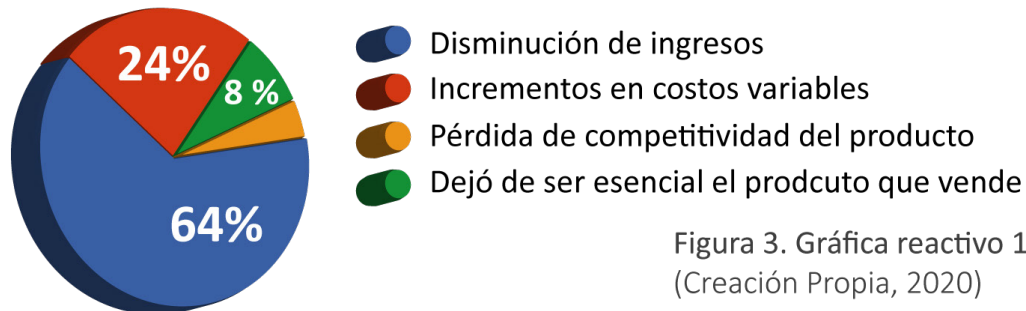 24%
8 %
64%
Disminución de ingresos
Incrementos en costos variables
Pérdida de competitividad del producto
Dejó de ser esencial el prodcuto que vende
Figura 3. Gráfica reactivo 1
(Creación Propia, 2020)